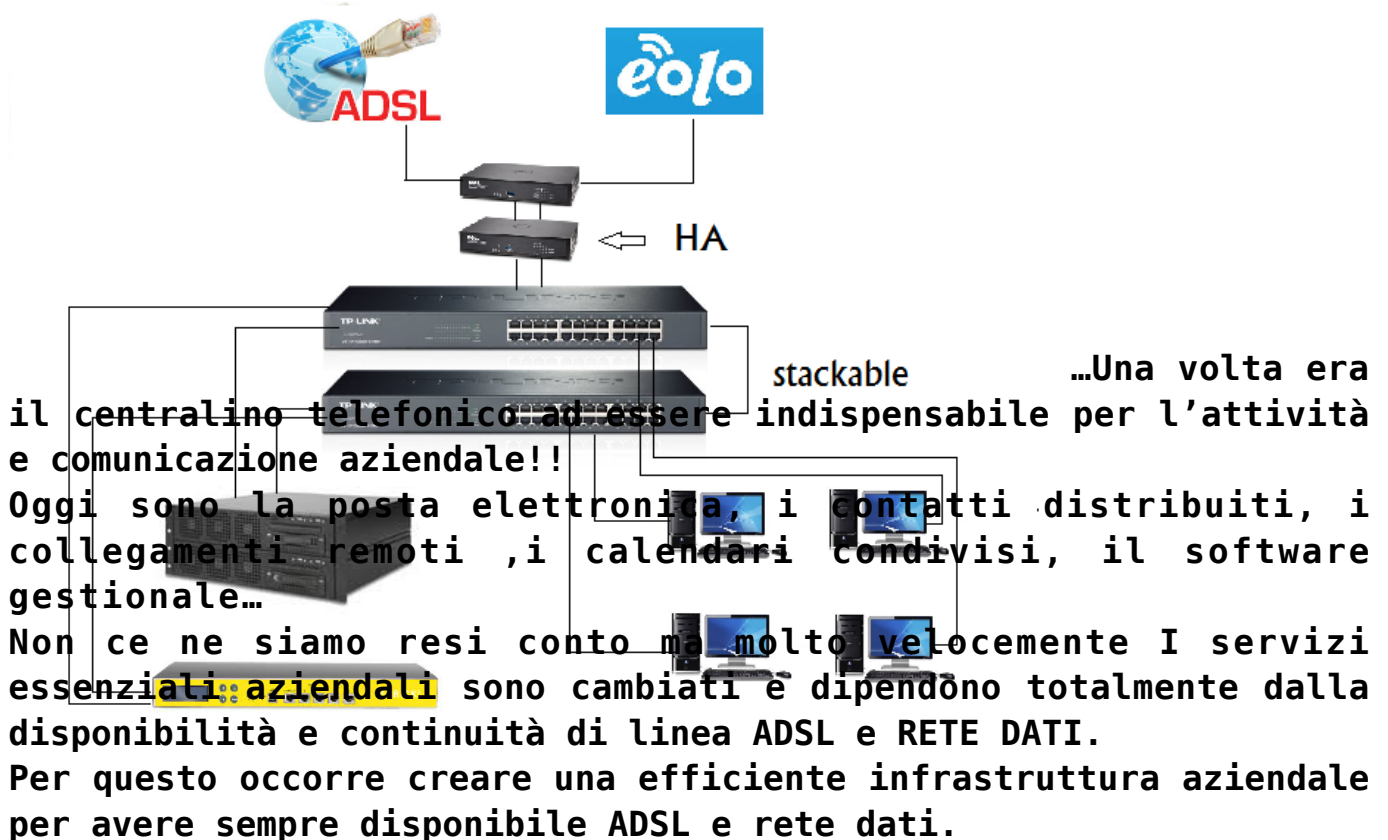 ADSL
eolo
HA
TP-LINK
stackable
…Una volta era
il centralino telefonico ad essere indispensabile per l’attività
e comunicazione aziendale!!
Oggi sono la posta elettronica, i contatti distribuiti, i
collegamenti remoti ,i calendari condivisi, il software
gestionale…
Non ce ne siamo resi conto ma molto velocemente I servizi
essenziali aziendali sono cambiati e dipendono totalmente dalla
disponibilità e continuità di linea ADSL e RETE DATI.
Per questo occorre creare una efficiente infrastruttura aziendale
per avere sempre disponibile ADSL e rete dati.